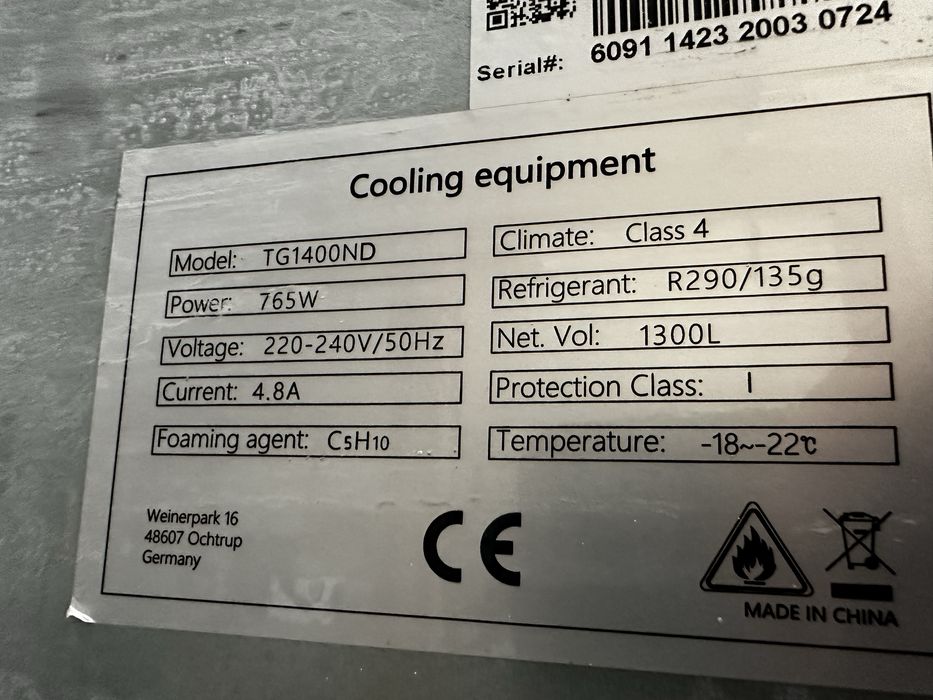 Serial#: 6091 1423 2003 0724
Cooling equipment
Model: TG1400ND
Power: 765W
Voltage: 220-240V/50Hz
Current: 4.8A
Foaming agent: C5H10
Climate: Class 4
Refrigerant: R290/135g
Net. Vol: 1300L
Protection Class: I
Temperature: -18~-22℃
Weinerpark 16
48607 Ochtrup
Germany
CE
MADE IN CHINA